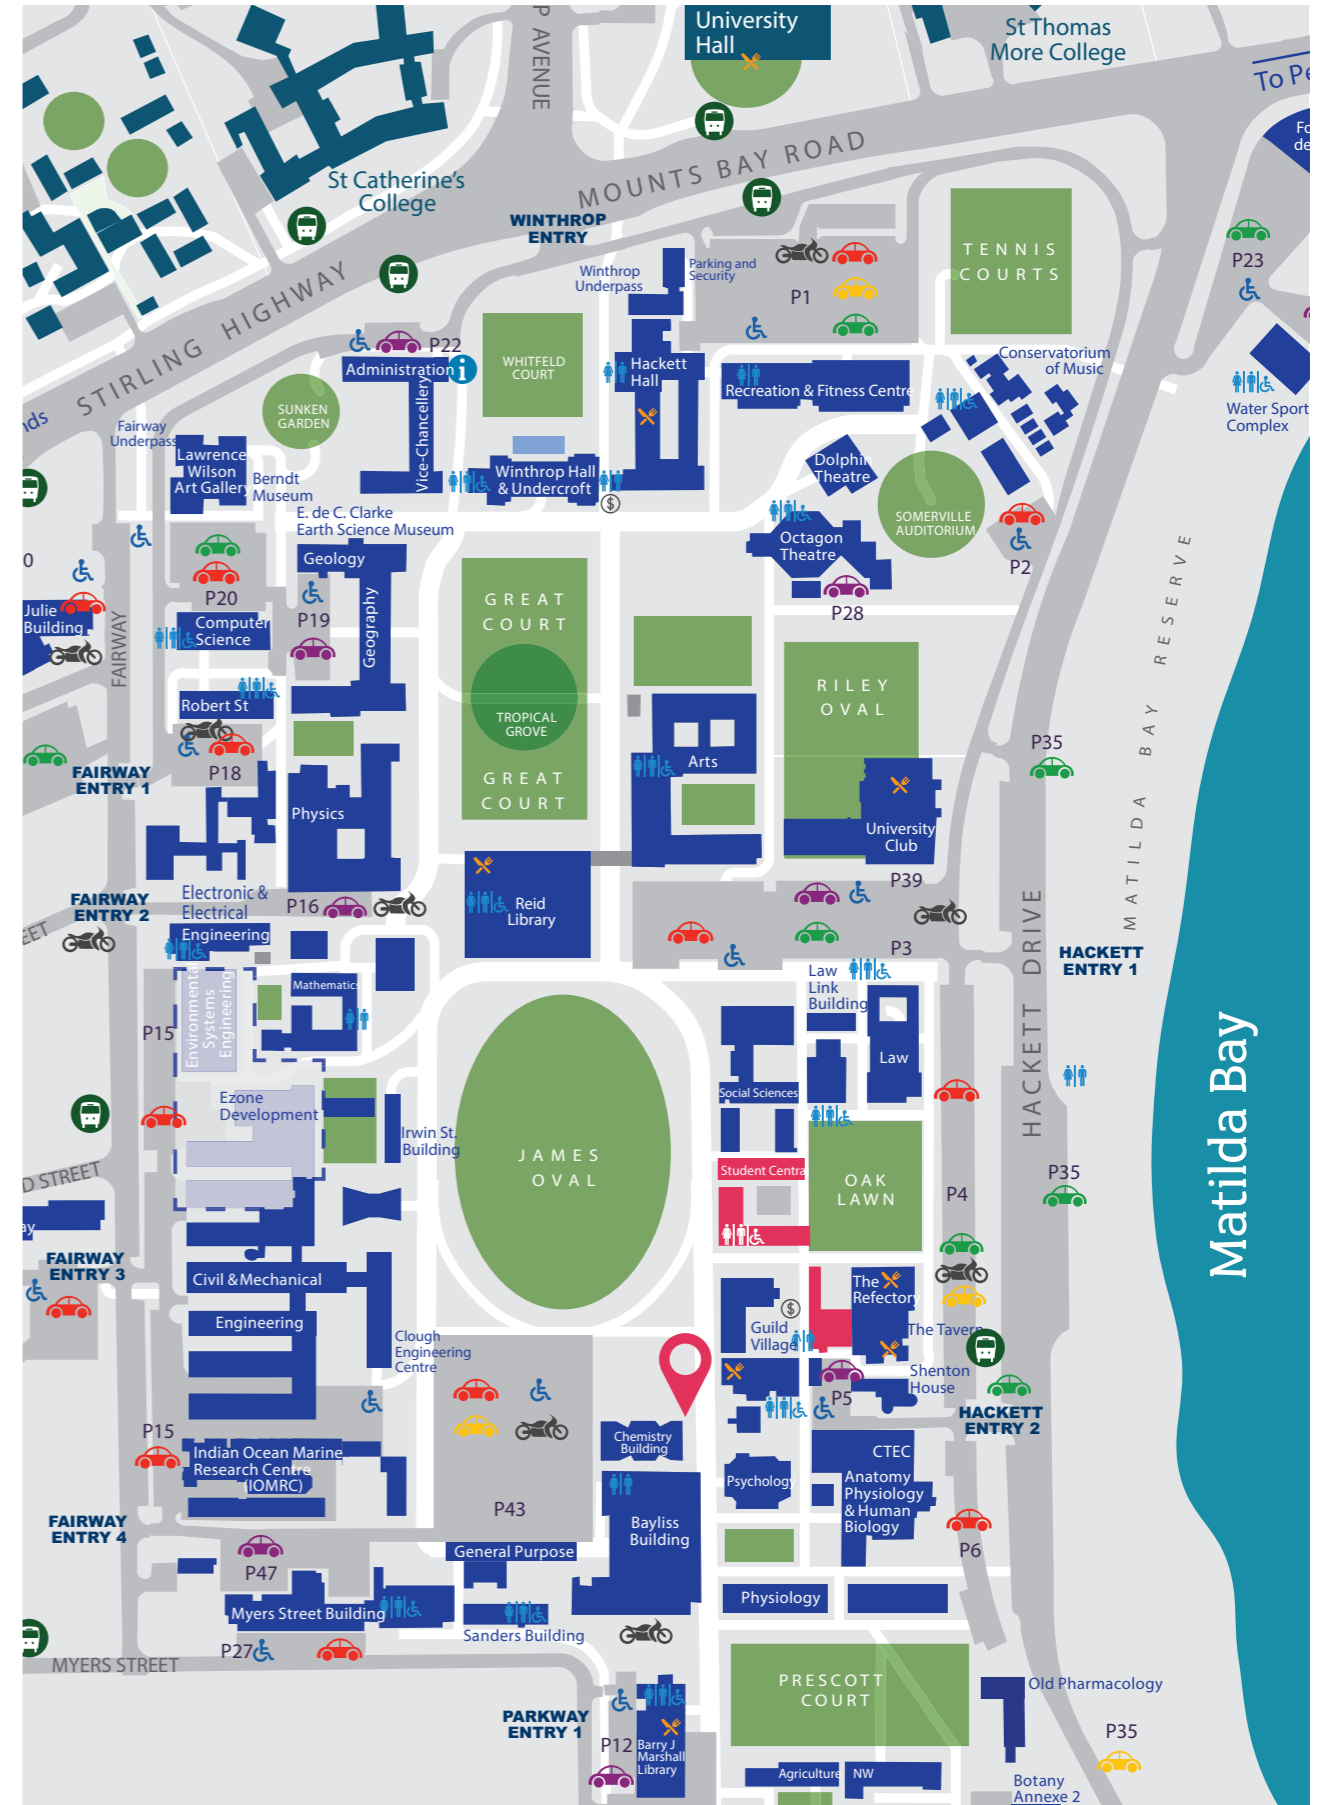 P AVENUE
University
Hall
St Thomas
More College
To Pe
Fo
de
MOUNTS BAY ROAD
St Catherine's
College
WINTHROP
ENTRY
Winthrop
Underpass
Parking and
Security
P1
TENNIS
COURTS
P23
STIRLING HIGHWAY
P22
Administration
i
Vice-Chancellery
WHITFELD
COURT
Hackett
Hall
Recreation & Fitness Centre
Conservatorium
of Music
Water Sport
Complex
nds
SUNKEN
GARDEN
Fairway
Underpass
Lawrence
Wilson
Art Gallery
Berndt
Museum
Winthrop Hall
& Undercroft
$
Dolphin
Theatre
SOMERVILLE
AUDITORIUM
E. de C. Clarke
Earth Science Museum
Geology
Geography
Octagon
Theatre
P2
P28
0
Julie
Building
FAIRWAY
P20
Computer
Science
P19
GREAT
COURT
TROPICAL
GROVE
GREAT
COURT
MATILDA BAY RESERVE
Robert St
P18
FAIRWAY
ENTRY 1
Physics
Arts
RILEY
OVAL
P35
University
Club
FAIRWAY
ENTRY 2
EET
Electronic &
Electrical
Engineering
P16
Reid
Library
P39
P3
HACKETT DRIVE
HACKETT
ENTRY 1
P15
Environmenta
Systems
Engineering
Mathematics
Law
Link
Building
Law
Social Sciences
Ezone
Development
Irwin St.
Building
JAMES
OVAL
Student Centra
OAK
LAWN
P4
P35
Matilda Bay
D STREET
ay
FAIRWAY
ENTRY 3
Civil & Mechanical
Engineering
Clough
Engineering
Centre
Guild
Village
$
The
Refectory
The Tavern
Shenton
House
P5
HACKETT
ENTRY 2
P15
Indian Ocean Marine
Research Centre
(IOMRC)
P43
Chemistry
Building
Psychology
CTEC
Anatomy
Physiology
& Human
Biology
P6
FAIRWAY
ENTRY 4
P47
General Purpose
Bayliss
Building
Myers Street Building
Sanders Building
Physiology
P27
MYERS STREET
PRESCOTT
COURT
Old Pharmacology
PARKWAY
ENTRY 1
P12
Barry J
Marshall
Library
Agriculture
NW
P35
Botany
Annexe 2